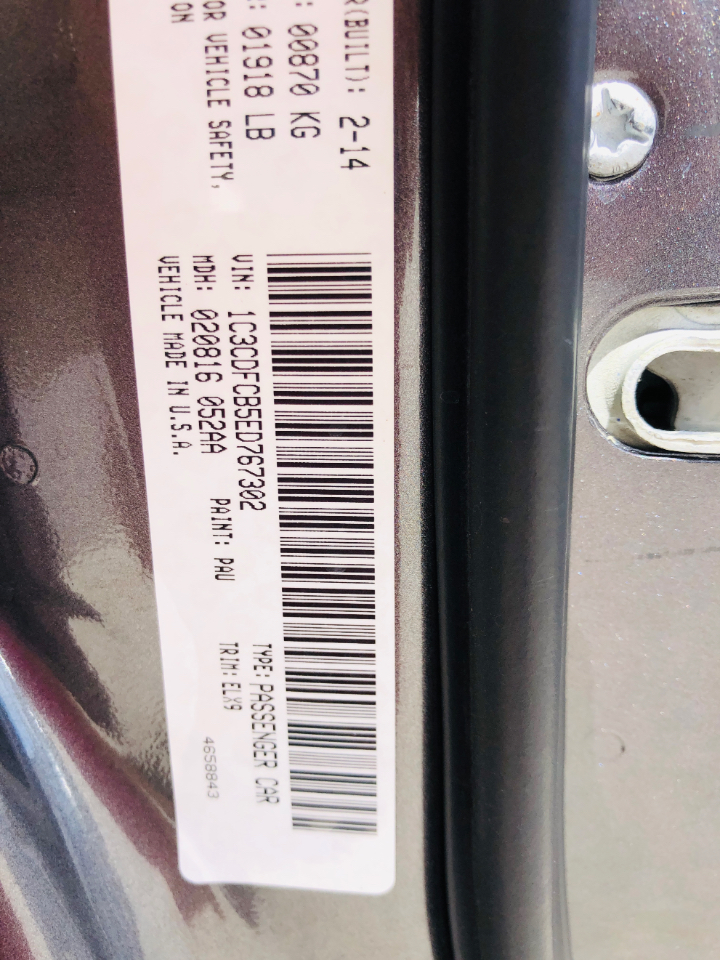 R(BUILT): 2-14
: 00870 KG
: 01918 LB
OR VEHICLE SAFETY,
ON
VIN: 1C3CDFCB5ED767302
MDH: 020816 052AA PAINT: PAU
VEHICLE MADE IN U.S.A.
TYPE: PASSENGER CAR
TRIM: ELX9
4658843